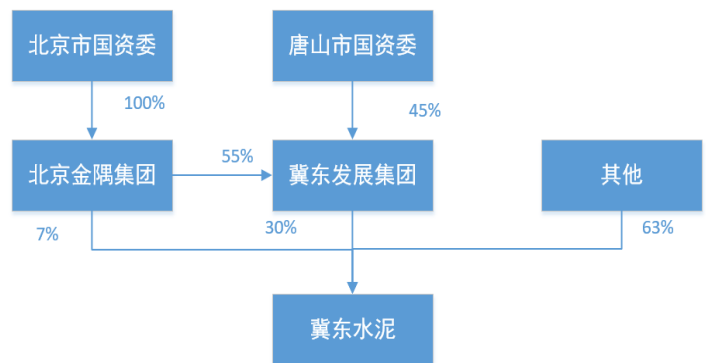 北京市国资委
唐山市国资委
100%
45%
北京金隅集团
55%
冀东发展集团
其他
7%
30%
63%
冀东水泥